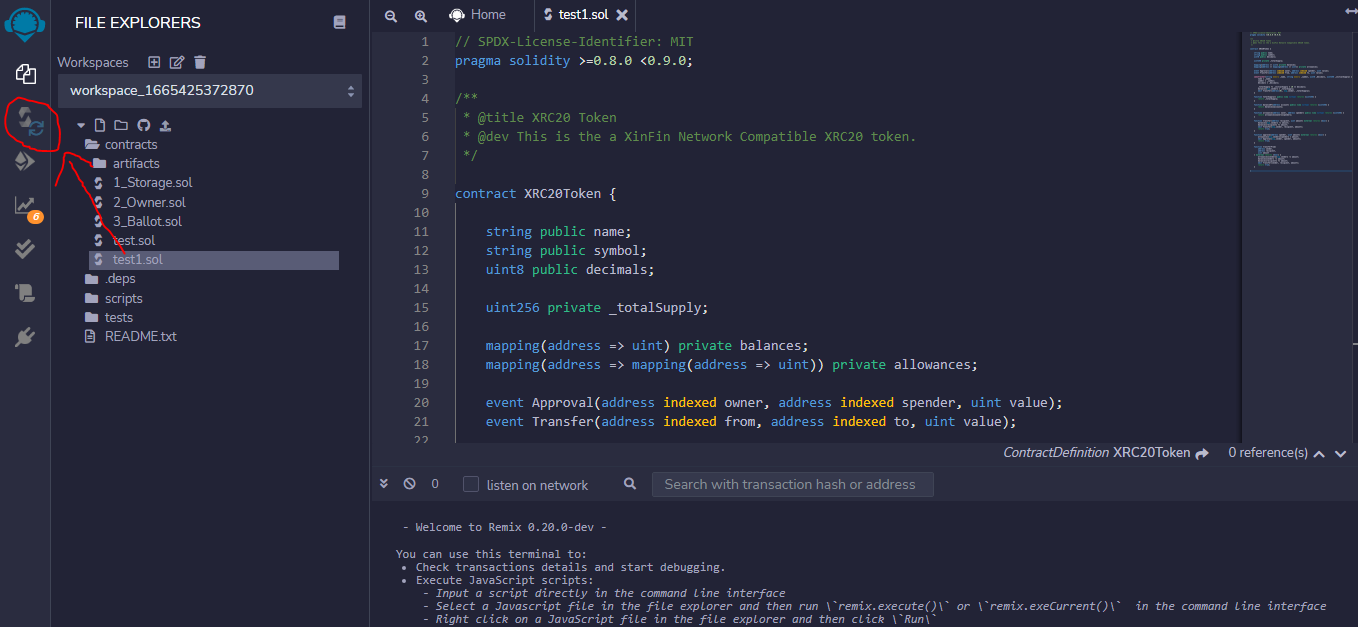 FILE EXPLORERS
Workspaces
workspace_1665425372870
contracts
artifacts
1_Storage.sol
2_Owner.sol
3_Ballot.sol
test.sol
test1.sol
.deps
scripts
tests
README.txt
6
Home
test1.sol
1 // SPDX-License-Identifier: MIT
2 pragma solidity >=0.8.0 <0.9.0;
3
4 /**
5 * @title XRC20 Token
6 * @dev This is the a XinFin Network Compatible XRC20 token.
7 */
8
9 contract XRC20Token {
10
11 string public name;
12 string public symbol;
13 uint8 public decimals;
14
15 uint256 private _totalSupply;
16
17 mapping(address => uint) private balances;
18 mapping(address => mapping(address => uint)) private allowances;
19
20 event Approval(address indexed owner, address indexed spender, uint value);
21 event Transfer(address indexed from, address indexed to, uint value);
22
ContractDefinition XRC20Token 0 reference(s)
0 listen on network Search with transaction hash or address
- Welcome to Remix 0.20.0-dev -
You can use this terminal to:
• Check transactions details and start debugging.
• Execute JavaScript scripts:
- Input a script directly in the command line interface
- Select a Javascript file in the file explorer and then run \`remix.execute()\` or \`remix.exeCurrent()\` in the command line interface
- Right click on a JavaScript file in the file explorer and then click \`Run\`